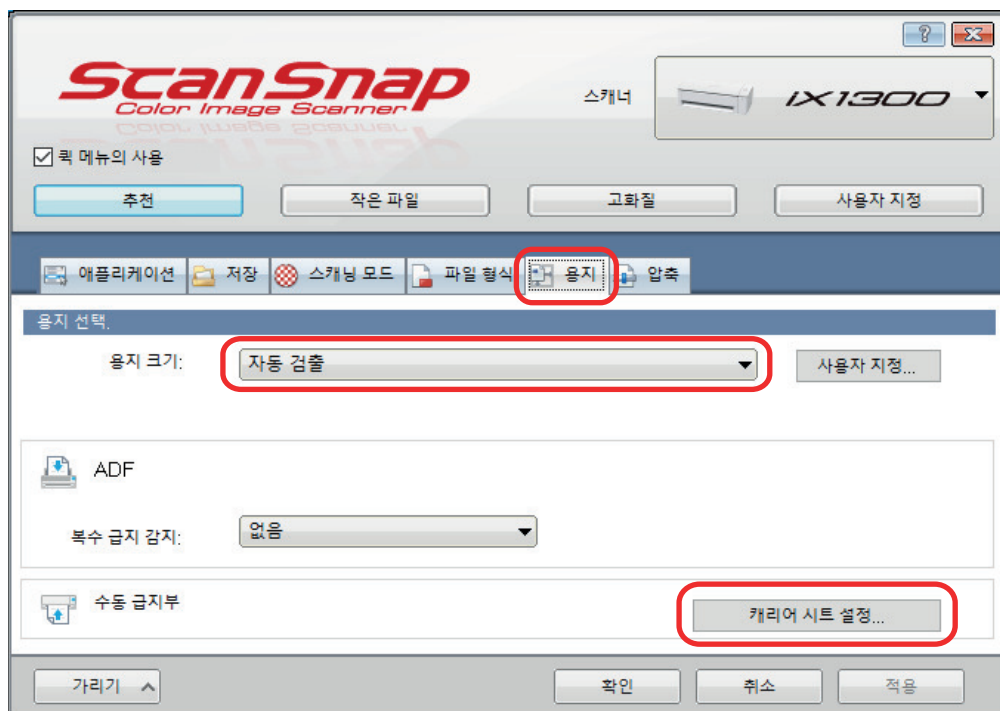 ScanSnap
Color Image Scanner
스캐너
iX1300
퀵 메뉴의 사용
추천
작은 파일
고화질
사용자 지정
애플리케이션
저장
스캐닝 모드
파일 형식
용지
압축
용지 선택.
용지 크기:
자동 검출
사용자 지정...
ADF
복수 급지 감지:
없음
수동 급지부
캐리어 시트 설정...
가리기
확인
취소
적용